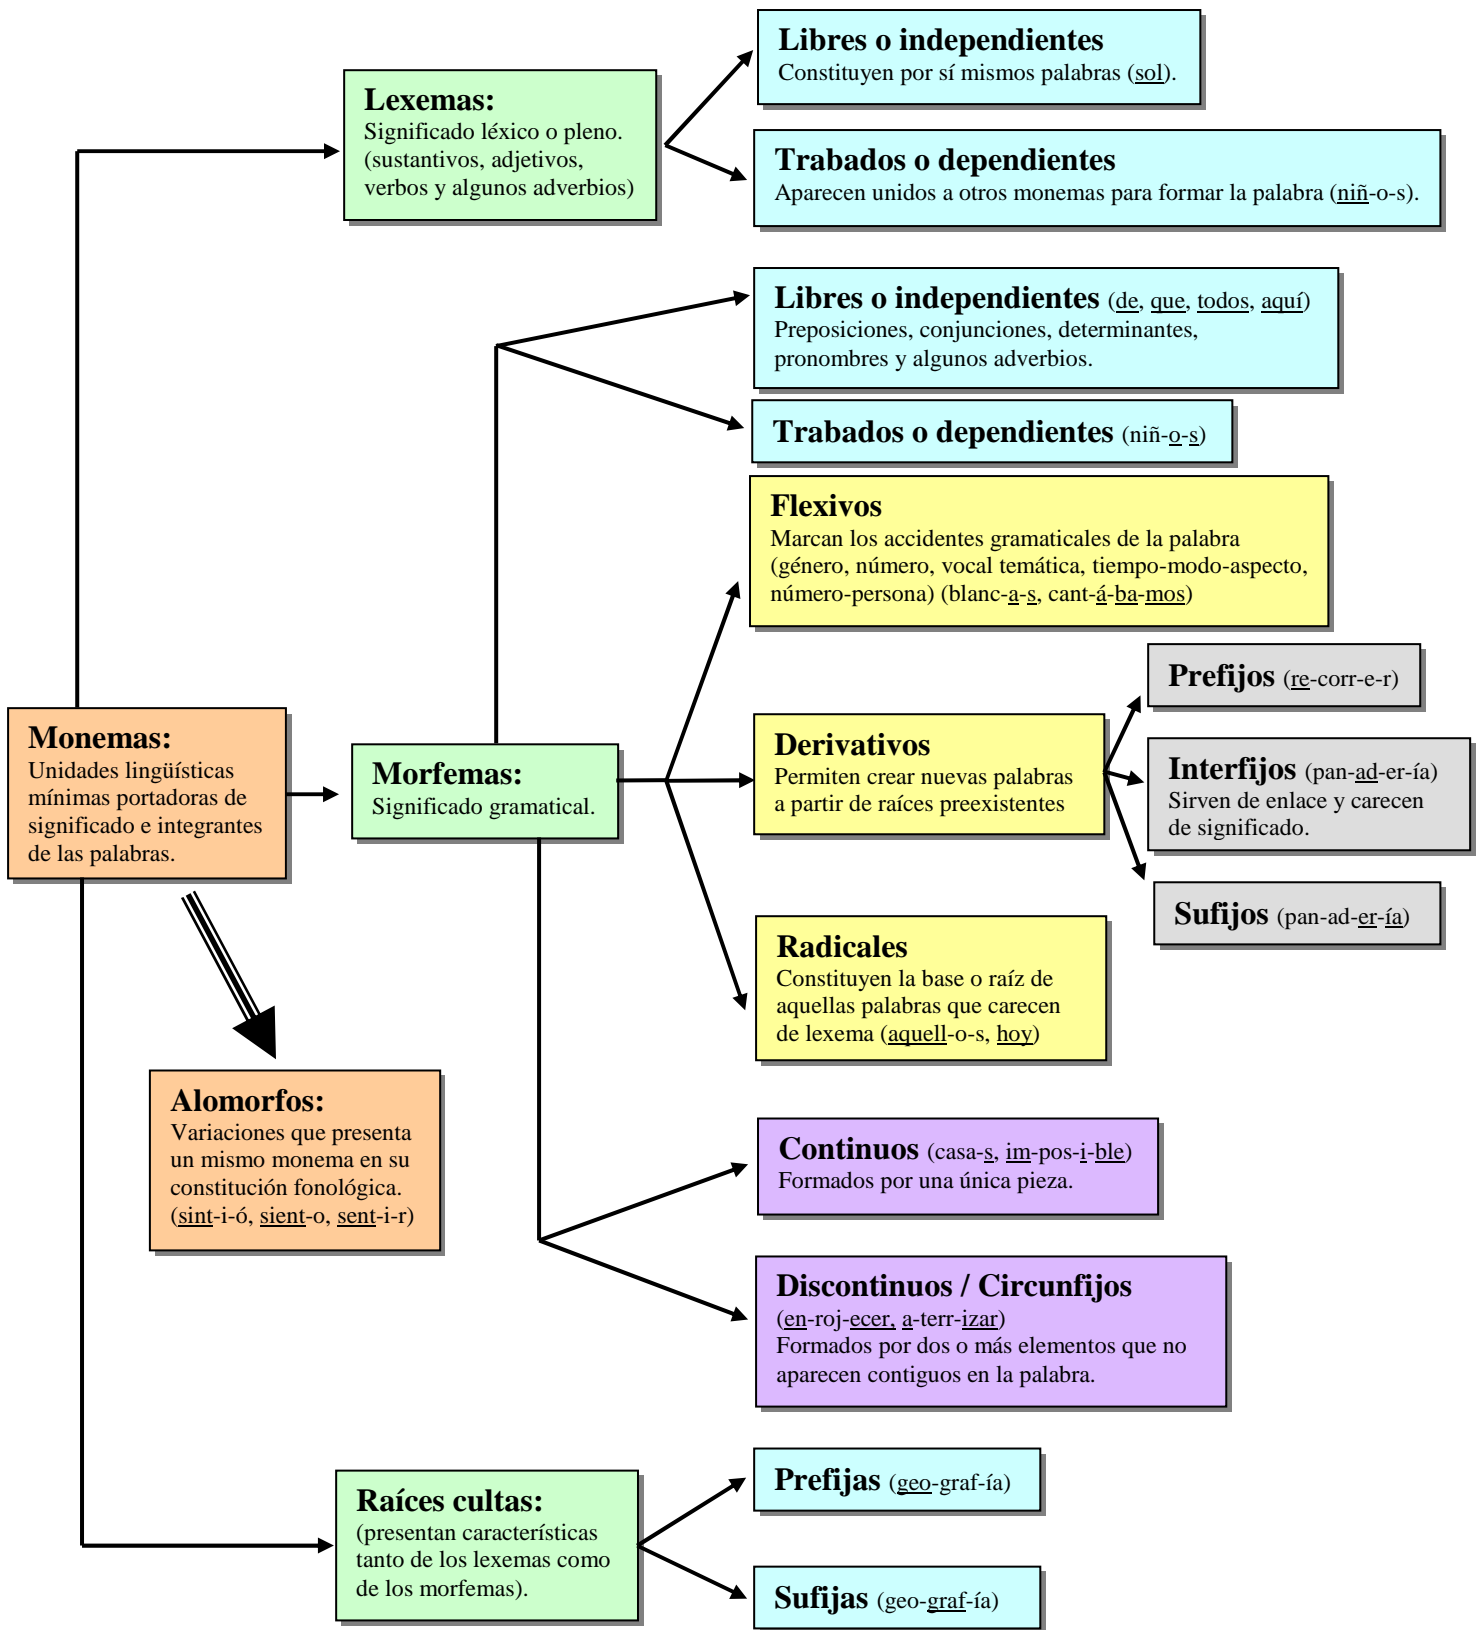 Libres o independientes
Constituyen por sí mismos palabras (sol).
Lexemas:
Significado léxico o pleno.
(sustantivos, adjetivos,
verbos y algunos adverbios)
Trabados o dependientes
Aparecen unidos a otros monemas para formar la palabra (niñ-o-s).
Libres o independientes (de, que, todos, aquí)
Preposiciones, conjunciones, determinantes,
pronombres y algunos adverbios.
Trabados o dependientes (niñ-o-s)
Flexivos
Marcan los accidentes gramaticales de la palabra
(género, número, vocal temática, tiempo-modo-aspecto,
número-persona) (blanc-a-s, cant-á-ba-mos)
Prefijos (re-corr-e-r)
Monemas:
Unidades lingüísticas
mínimas portadoras de
significado e integrantes
de las palabras.
Morfemas:
Significado gramatical.
Derivativos
Permiten crear nuevas palabras
a partir de raíces preexistentes
Interfijos (pan-ad-er-ía)
Sirven de enlace y carecen
de significado.
Sufijos (pan-ad-er-ía)
Radicales
Constituyen la base o raíz de
aquellas palabras que carecen
de lexema (aquell-o-s, hoy)
Alomorfos:
Variaciones que presenta
un mismo monema en su
constitución fonológica.
(sint-i-ó, sient-o, sent-i-r)
Continuos (casa-s, im-pos-i-ble)
Formados por una única pieza.
Discontinuos / Circunfijos
(en-roj-ecer, a-terr-izar)
Formados por dos o más elementos que no
aparecen contiguos en la palabra.
Raíces cultas:
(presentan características
tanto de los lexemas como
de los morfemas).
Prefijas (geo-graf-ía)
Sufijas (geo-graf-ía)